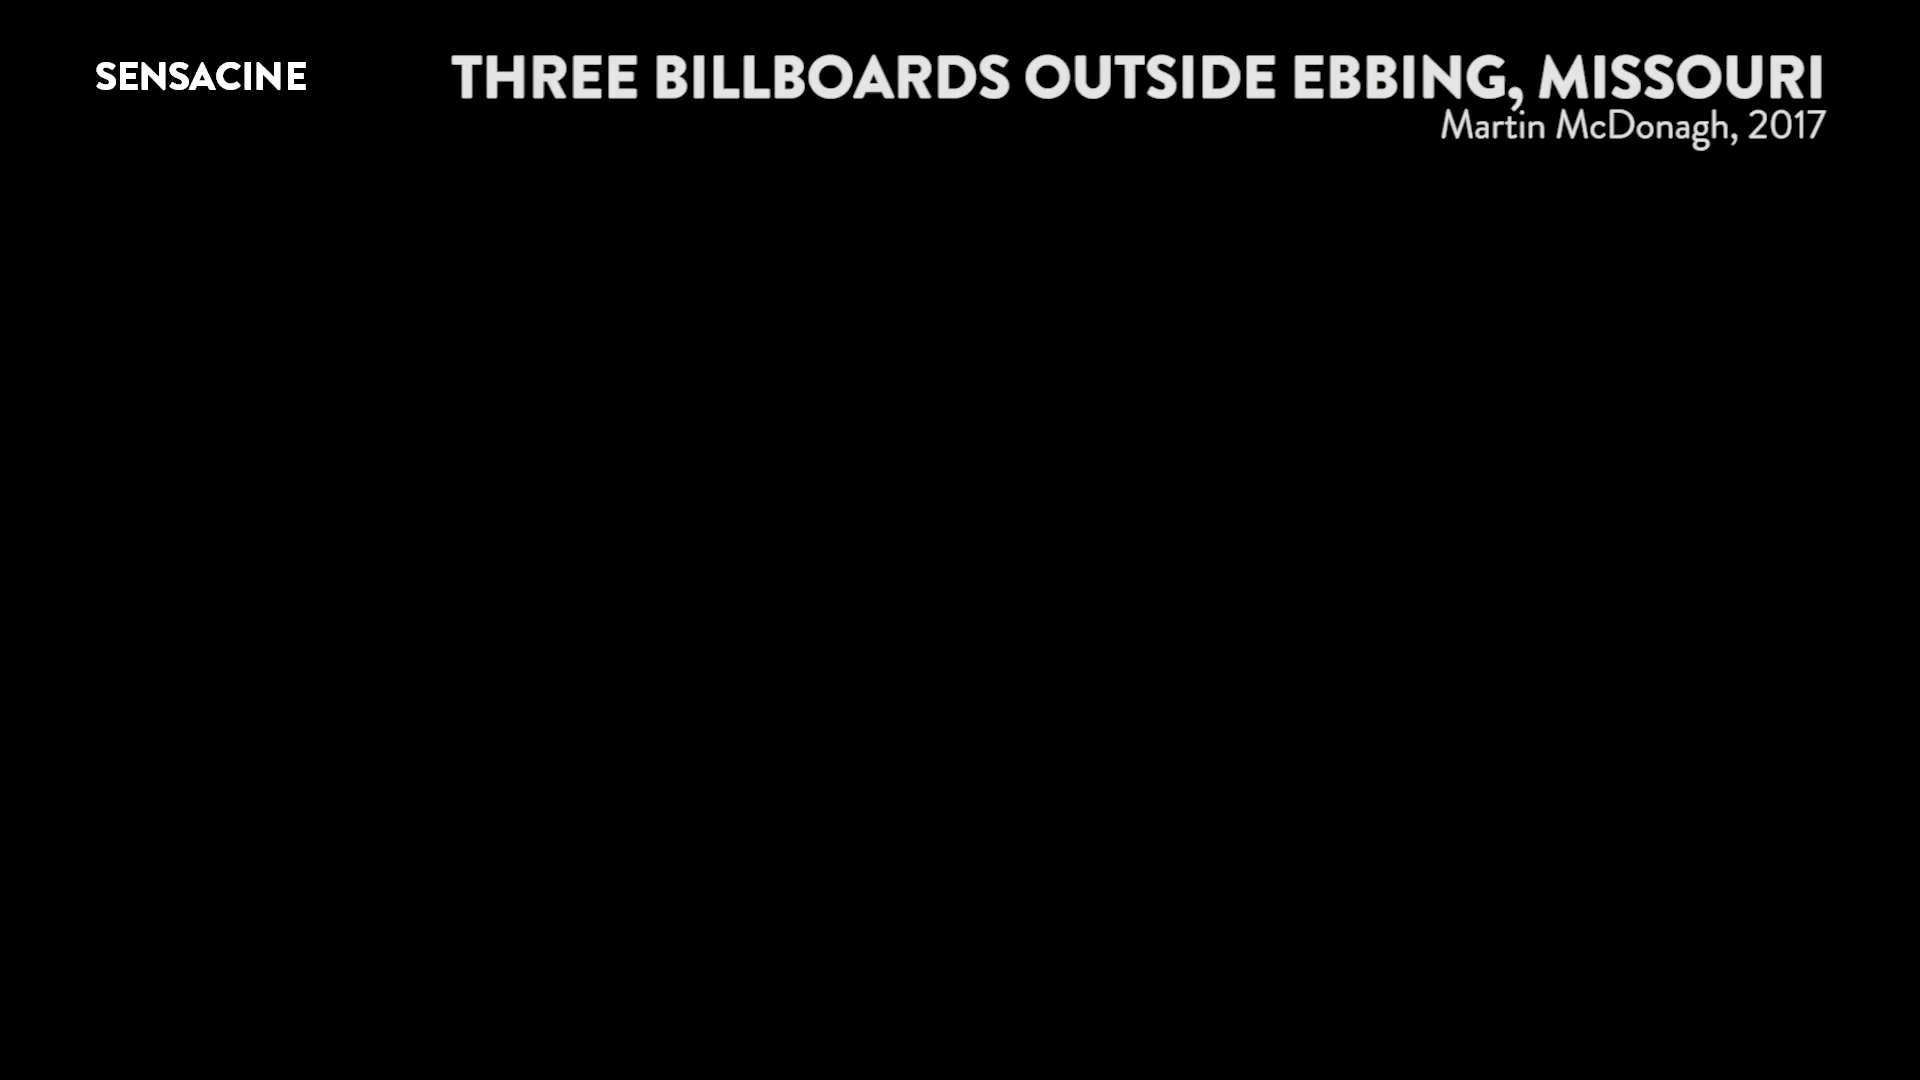 SENSACINE
THREE BILLBOARDS OUTSIDE EBBING, MISSOURI
Martin McDonagh, 2017